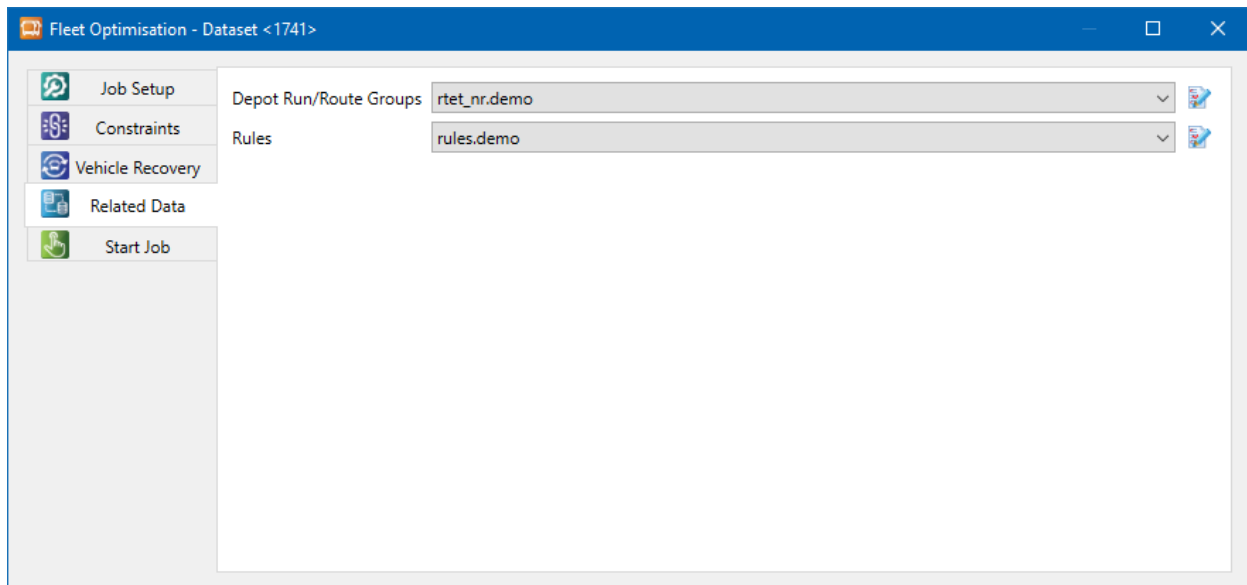 Fleet Optimisation - Dataset <1741>
Job Setup
Constraints
Vehicle Recovery
Related Data
Start Job
Depot Run/Route Groups rtet_nr.demo
Rules rules.demo